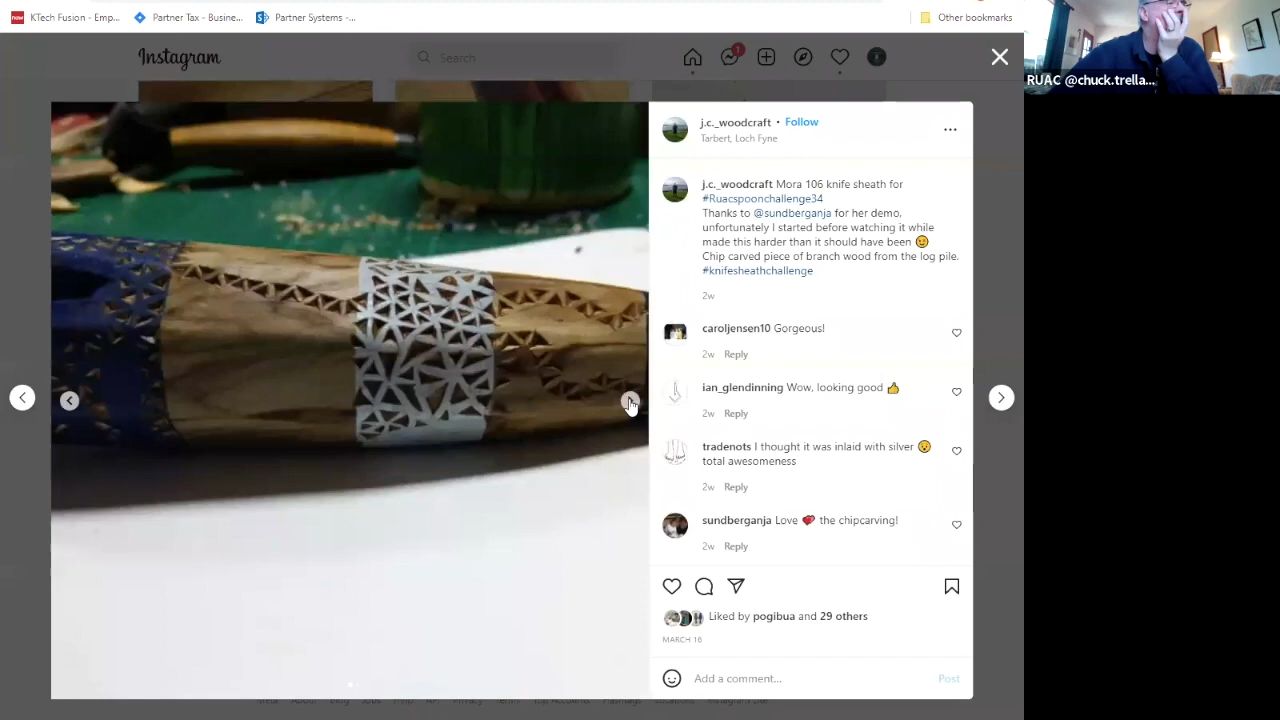 KTech Fusion - Emp...
Partner Tax - Busine...
Partner Systems -...
Other bookmarks
Instagram
Search
1
RUAC @chuck.trella...
j.c._woodcraft • Follow
Tarbert, Loch Fyne
j.c._woodcraft Mora 106 knife sheath for
#Ruacspoonchallenge34
Thanks to @sundberganja for her demo,
unfortunately I started before watching it while
made this harder than it should have been 😉
Chip carved piece of branch wood from the log pile.
#knifesheathchallenge
2w
caroljensen10 Gorgeous!
2w Reply
ian_glendinning Wow, looking good 👍
2w Reply
tradenots I thought it was inlaid with silver 😮
total awesomeness
2w Reply
sundberganja Love 💕 the chipcarving!
2w Reply
Liked by pogibua and 29 others
MARCH 16
Add a comment...
Post